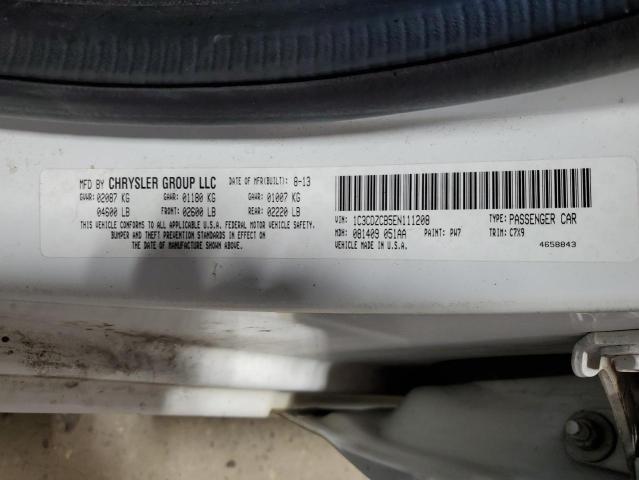 MFD BY CHRYSLER GROUP LLC DATE OF MFR(BUILT): 8-13
GVWR: 02087 KG GAWR: 01180 KG GAWR: 01007 KG
04600 LB FRONT: 02600 LB REAR: 02220 LB
THIS VEHICLE CONFORMS TO ALL APPLICABLE U.S.A. FEDERAL MOTOR VEHICLE SAFETY,
BUMPER AND THEFT PREVENTION STANDARDS IN EFFECT ON
THE DATE OF MANUFACTURE SHOWN ABOVE.
VIN: 1C3CDZCB5EN111208 TYPE: PASSENGER CAR
MDH: 081409 051AA PAINT: PW7 TRIM: C7X9
VEHICLE MADE IN U.S.A. 4658843